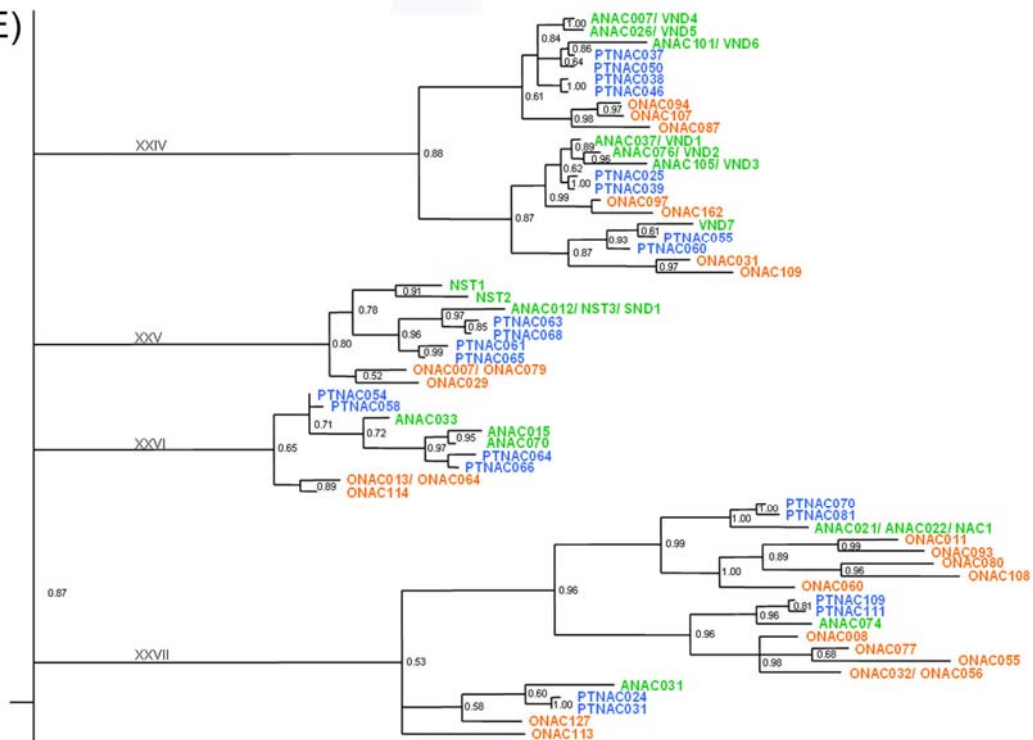 E)
ANAC007/ VND4
1.00
ANAC026/ VND5
0.84
ANAC101/ VND6
0.86
PTNAC037
0.64
PTNAC050
PTNAC038
1.00
PTNAC046
0.61
ONAC094
0.97
ONAC107
0.98
ONAC087
XXIV
0.88
ANAC037/ VND1
0.89
ANAC076/ VND2
0.96
ANAC105/ VND3
0.62
PTNAC025
1.00
PTNAC039
0.99
ONAC097
ONAC162
0.87
VND7
0.61
PTNAC055
0.93
PTNAC060
0.87
ONAC031
0.97
ONAC109
NST1
0.91
NST2
0.78
ANAC012/ NST3/ SND1
0.97
PTNAC063
0.85
PTNAC068
0.96
PTNAC061
0.99
PTNAC065
XXV
0.80
ONAC007/ ONAC079
0.52
ONAC029
PTNAC054
PTNAC058
0.71
ANAC033
0.72
ANAC015
0.95
ANAC070
0.97
PTNAC064
PTNAC066
XXVI
0.65
ONAC013/ ONAC064
0.89
ONAC114
PTNAC070
1.00
PTNAC081
1.00
ANAC021/ ANAC022/ NAC1
0.99
ONAC011
0.99
ONAC093
0.89
ONAC080
0.96
ONAC108
1.00
ONAC060
0.87
0.96
PTNAC109
0.81
PTNAC111
0.96
ANAC074
0.96
ONAC008
ONAC077
0.68
ONAC055
0.98
ONAC032/ ONAC056
XXVII
0.53
ANAC031
0.60
PTNAC024
1.00
PTNAC031
0.58
ONAC127
ONAC113